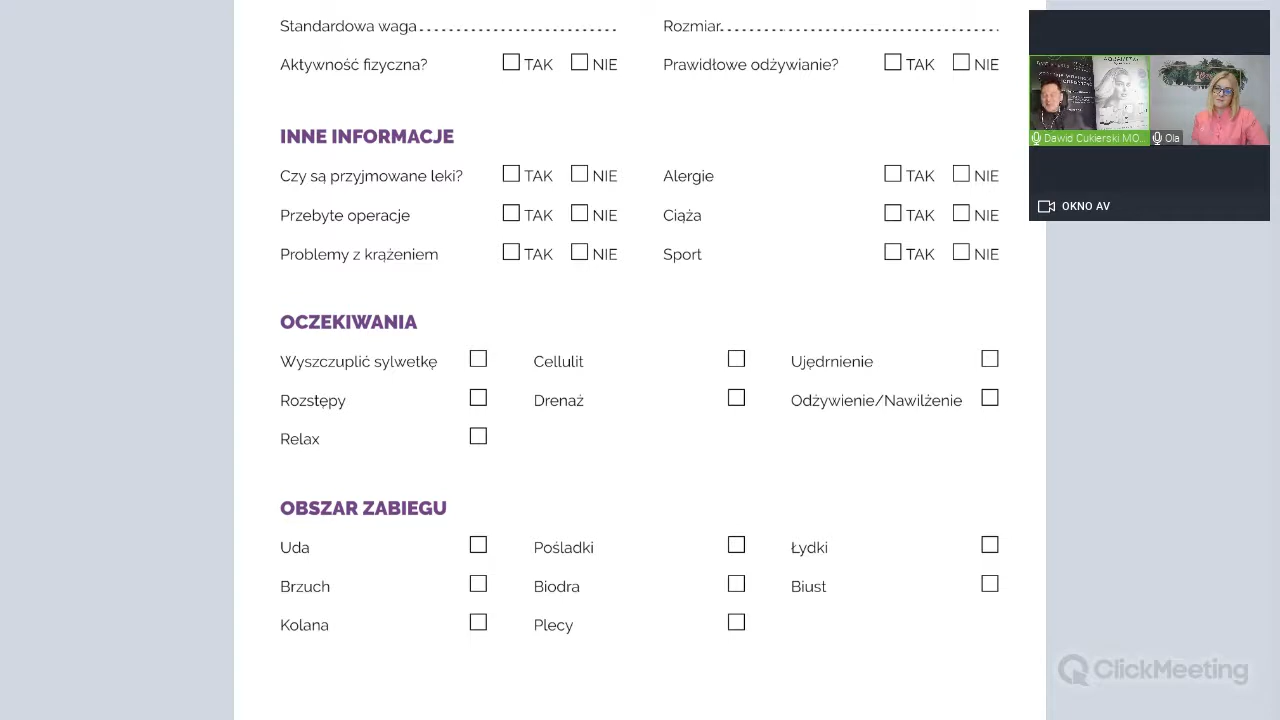 Standardowa waga
Rozmiar
Aktywność fizyczna? TAK NIE
Prawidłowe odżywianie? TAK NIE
INNE INFORMACJE
Czy są przyjmowane leki? TAK NIE
Alergie TAK NIE
Przebyte operacje TAK NIE
Ciąża TAK NIE
Problemy z krążeniem TAK NIE
Sport TAK NIE
OCZEKIWANIA
Wyszczuplić sylwetkę Cellulit Ujędrnienie
Rozstępy Drenaż Odżywienie/Nawilżenie
Relax
OBSZAR ZABIEGU
Uda Pośladki Łydki
Brzuch Biodra Biust
Kolana Plecy
Dawid Cukierski MO...
Ola
OKNO AV
ClickMeeting